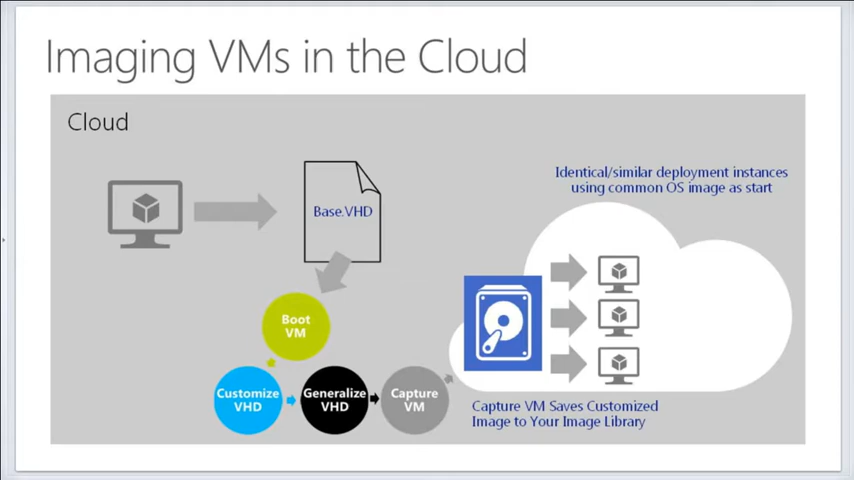 Imaging VMs in the Cloud
Cloud
Identical/similar deployment instances
using common OS image as start
Base.VHD
Boot
VM
Customize
VHD
Generalize
VHD
Capture
VM
Capture VM Saves Customized
Image to Your Image Library